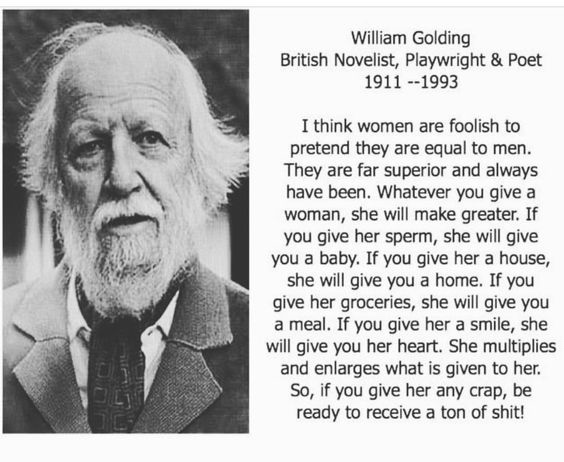 William Golding
British Novelist, Playwright & Poet
1911 --1993
I think women are foolish to
pretend they are equal to men.
They are far superior and always
have been. Whatever you give a
woman, she will make greater. If
you give her sperm, she will give
you a baby. If you give her a house,
she will give you a home. If you
give her groceries, she will give you
a meal. If you give her a smile, she
will give you her heart. She multiplies
and enlarges what is given to her.
So, if you give her any crap, be
ready to receive a ton of shit!